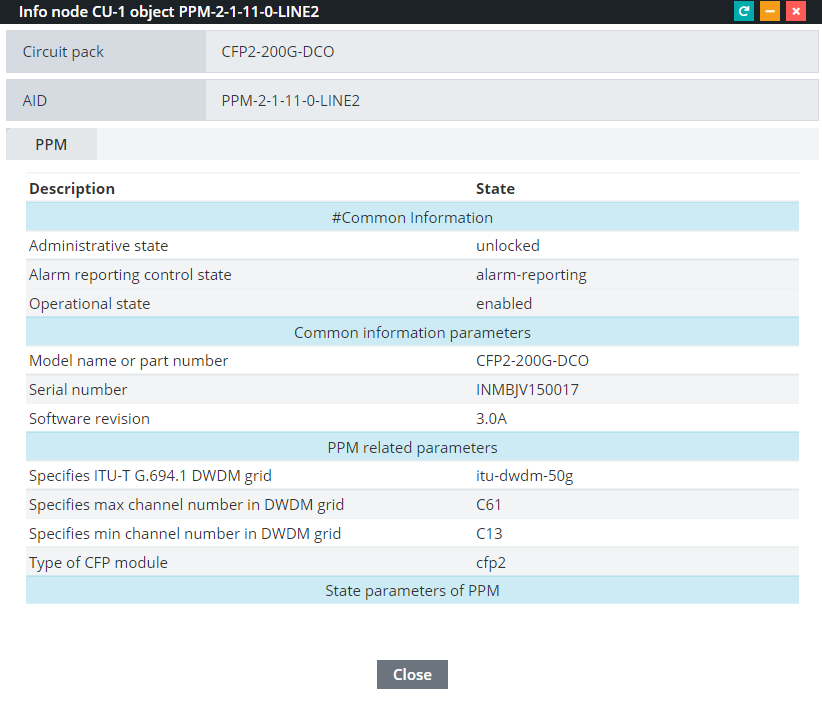 Info node CU-1 object PPM-2-1-11-0-LINE2
Circuit pack CFP2-200G-DCO
AID PPM-2-1-11-0-LINE2
PPM
Description State
#Common Information
Administrative state unlocked
Alarm reporting control state alarm-reporting
Operational state enabled
Common information parameters
Model name or part number CFP2-200G-DCO
Serial number INMBJV150017
Software revision 3.0A
PPM related parameters
Specifies ITU-T G.694.1 DWDM grid itu-dwdm-50g
Specifies max channel number in DWDM grid C61
Specifies min channel number in DWDM grid C13
Type of CFP module cfp2
State parameters of PPM
Close